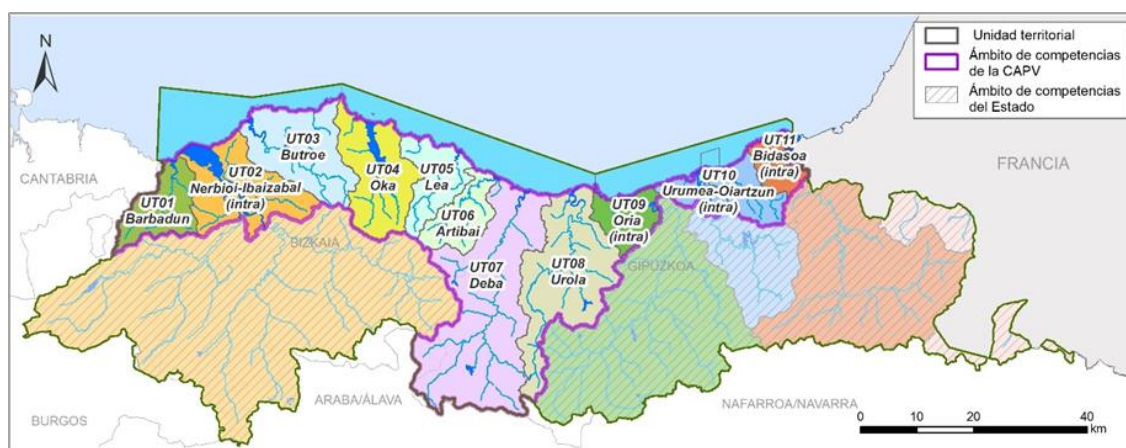 N
Unidad territorial
Ámbito de competencias
de la CAPV
Ámbito de competencias
del Estado
FRANCIA
CANTABRIA
UT01
Barbadun
UT02
Nerbioi-Ibaizabal
(intra)
UT03
Butroe
UT04
Oka
UT05
Lea
UT06
Artibai
UT07
Deba
UT08
Urola
UT09
Oria
(intra)
UT10
Urumea-Oiartzun
(intra)
UT11
Bidasoa
(intra)
BIZKAIA
GIPUZKOA
BURGOS
ARABA/ÁLAVA
NAFARROA/NAVARRA
0 10 20 40
km